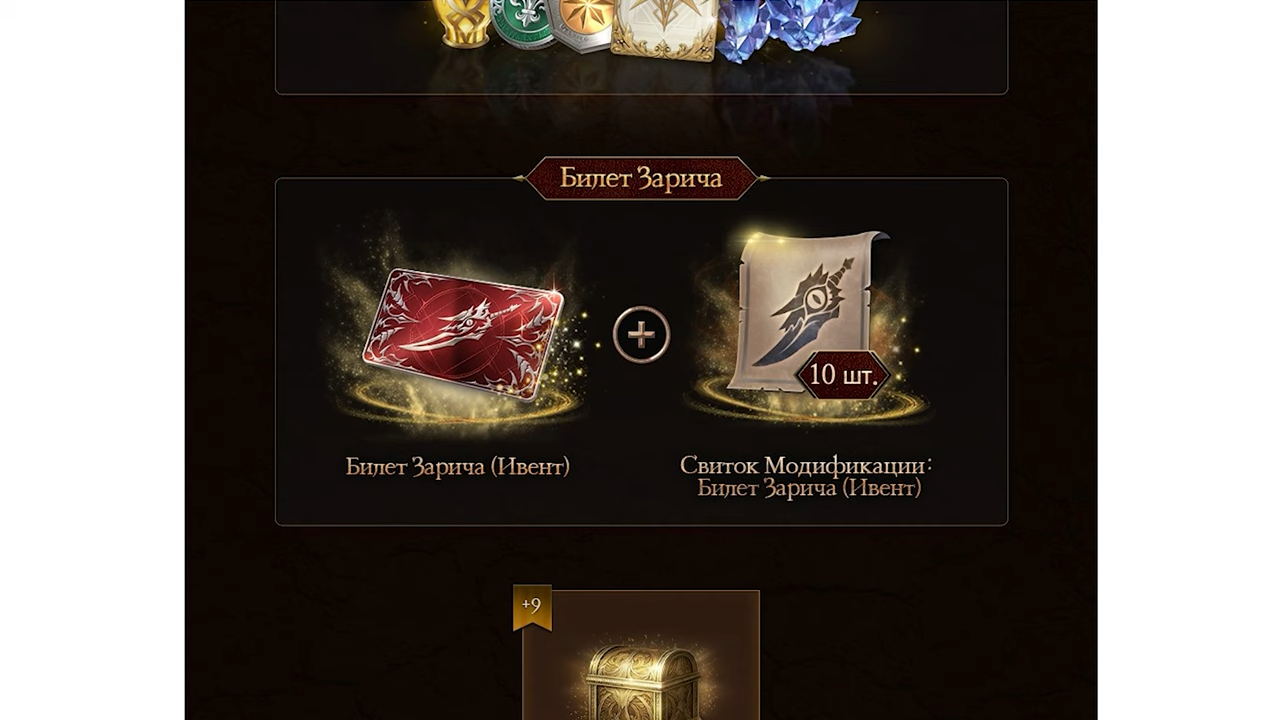 Билет Зарича
10 шт.
Билет Зарича (Ивент)
Свиток Модификации:
Билет Зарича (Ивент)
+9